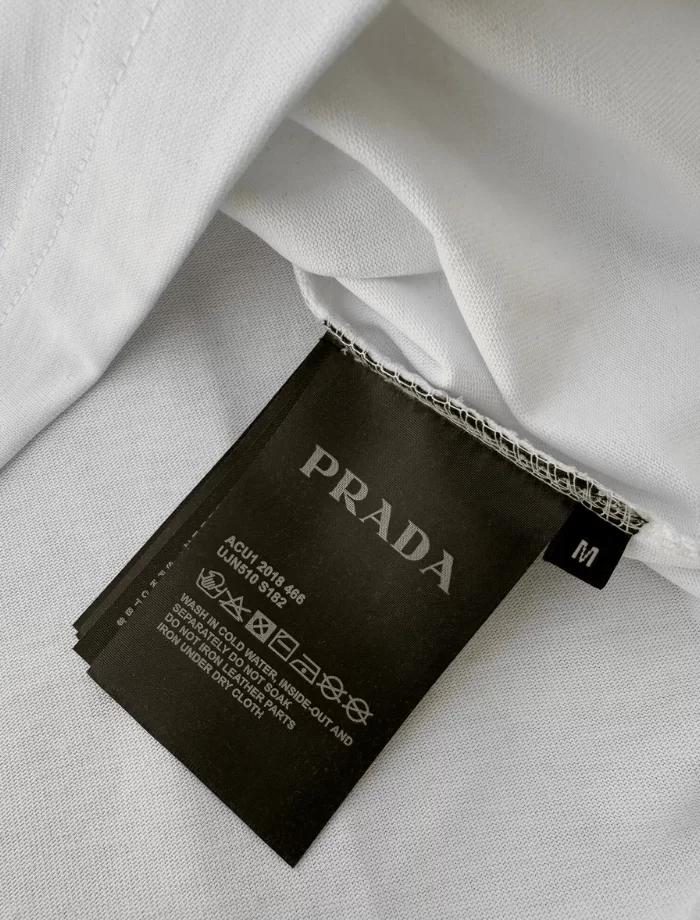 PRADA
ACU1 2018 466
UJN510 S182
WASH IN COLD WATER, INSIDE-OUT AND
SEPARATELY DO NOT SOAK
DO NOT IRON LEATHER PARTS
IRON UNDER DRY CLOTH
M